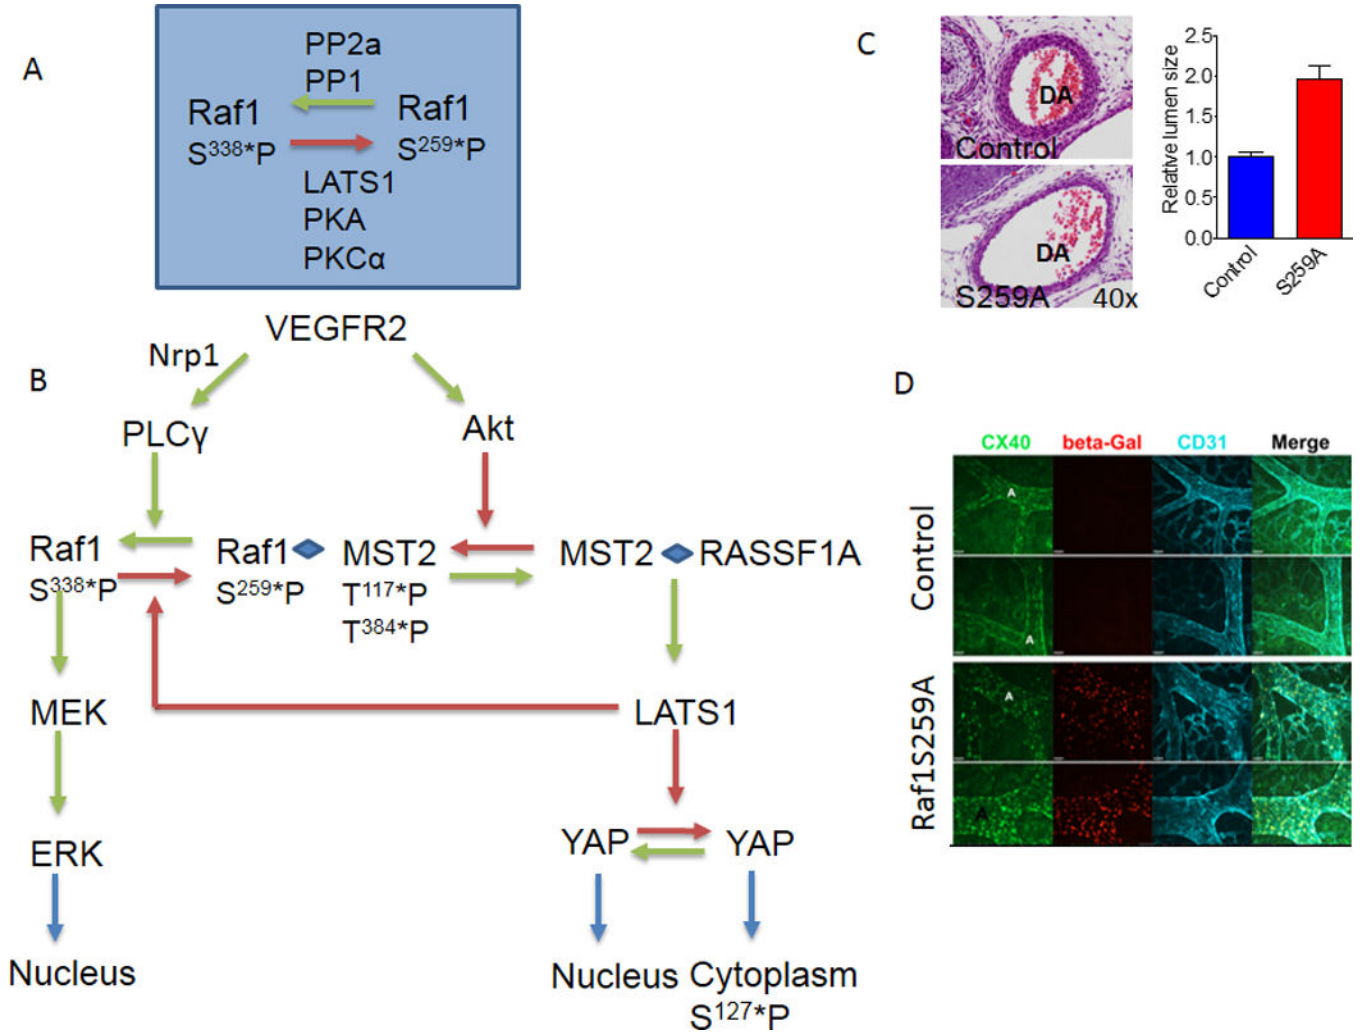 A
PP2a
PP1
Raf1 Raf1
S338*P S259*P
LATS1
PKA
PKCα
B
VEGFR2
Nrp1
PLCγ Akt
Raf1 Raf1 MST2 MST2 RASSF1A
S338*P S259*P T117*P
T384*P
MEK LATS1
ERK YAP YAP
Nucleus Nucleus Cytoplasm
S127*P
C
DA
Control
DA
S259A 40x
Relative lumen size
2.5
2.0
1.5
1.0
0.5
0.0
Control S259A
D
CX40 beta-Gal CD31 Merge
Control
A
A
Raf1S259A
A
A